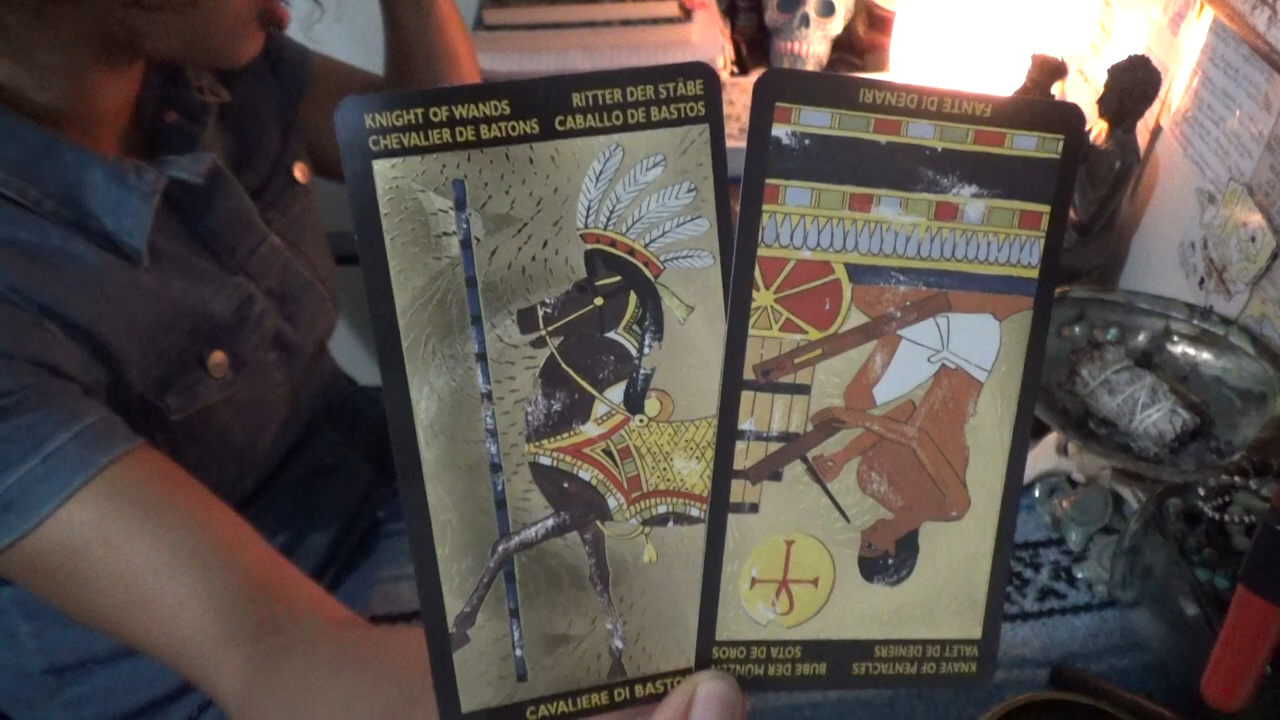 KNIGHT OF WANDS
CHEVALIER DE BATONS
RITTER DER STÄBE
CABALLO DE BASTOS
CAVALIERE DI BASTO
FANTE DI DENARI
KNAVE OF PENTACLES
VALET DE DENIERS
BUBE DER MÜNZEN
SOTA DE OROS